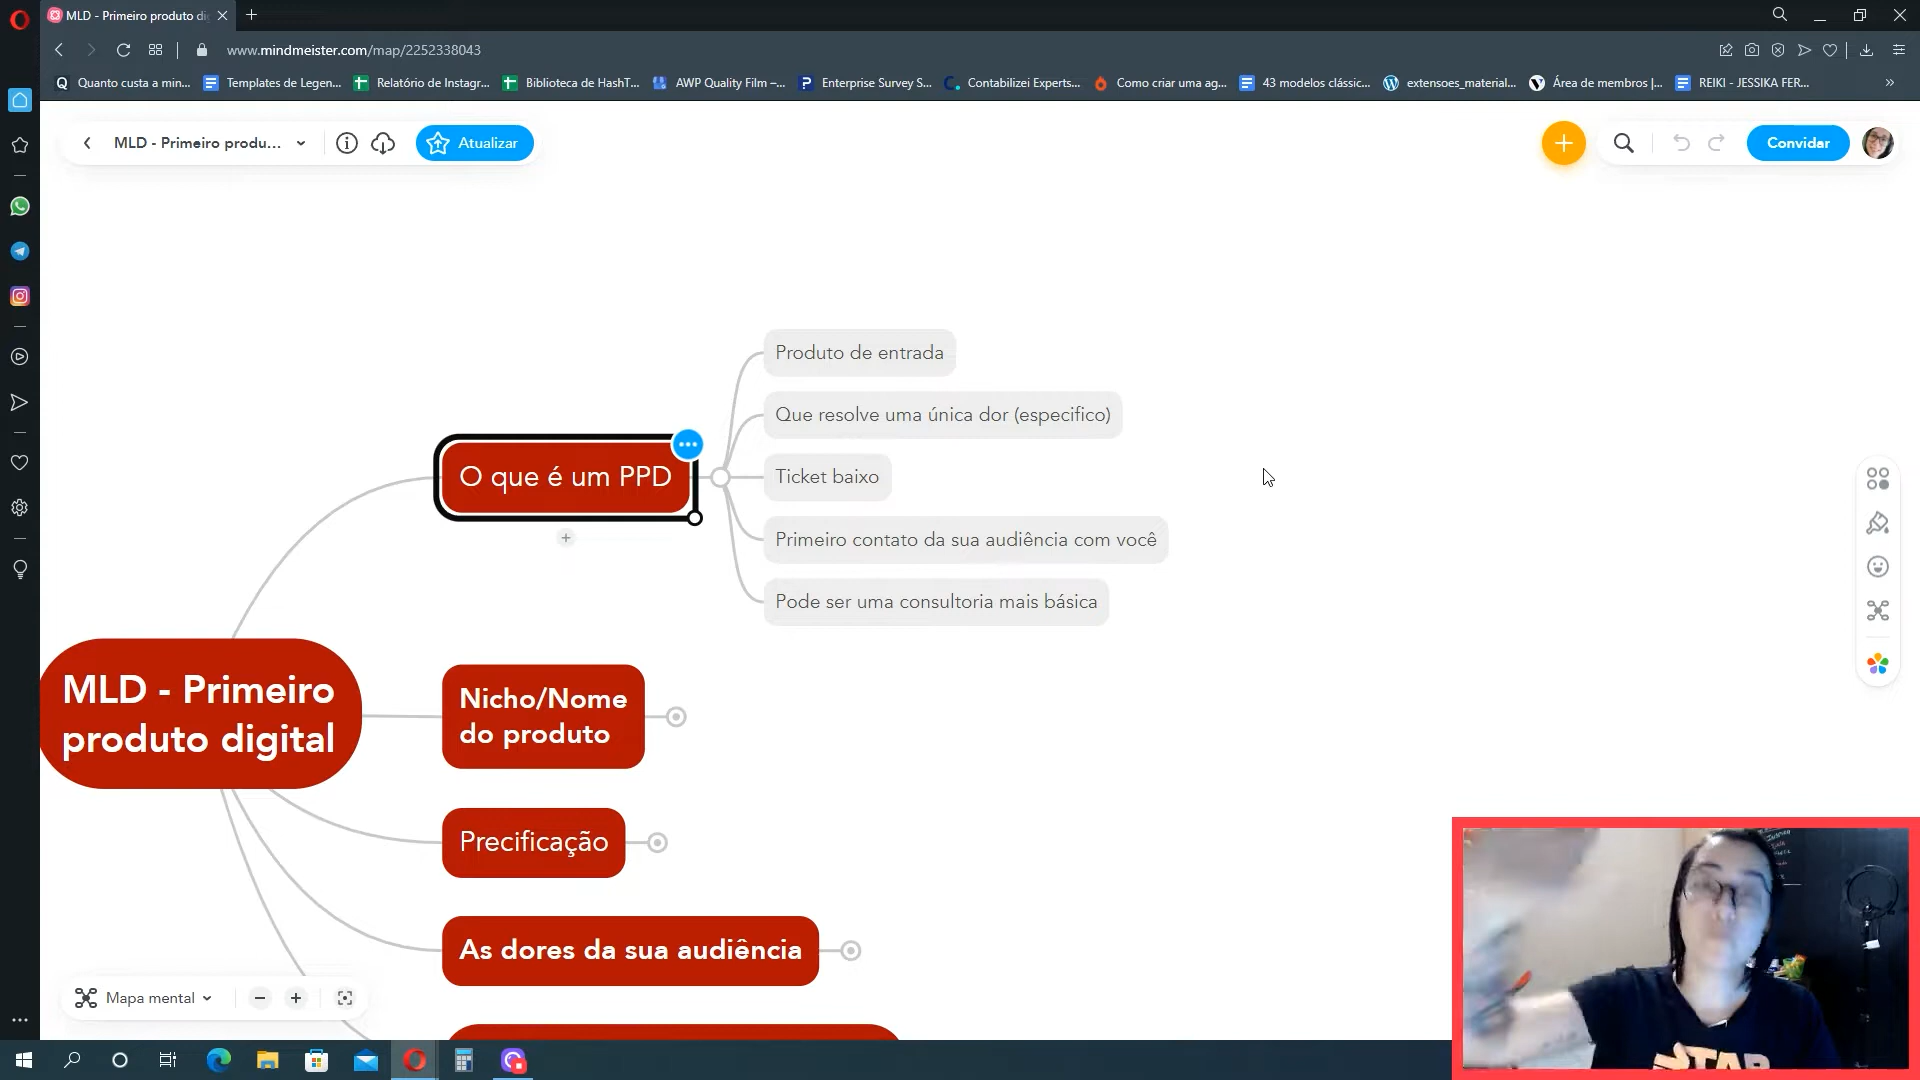 MLD - Primeiro produto di
www.mindmeister.com/map/2252338043
Quanto custa a min...
Templates de Legen...
Relatório de Instagr...
Biblioteca de HashT...
AWP Quality Film –...
Enterprise Survey S...
Contabilizei Experts...
Como criar uma ag...
43 modelos clássic...
extensoes_material...
Área de membros |...
REIKI - JESSIKA FER...
MLD - Primeiro produ...
Atualizar
Convidar
Produto de entrada
Que resolve uma única dor (especifico)
O que é um PPD
Ticket baixo
Primeiro contato da sua audiência com você
Pode ser uma consultoria mais básica
MLD - Primeiro
produto digital
Nicho/Nome
do produto
Precificação
As dores da sua audiência
Mapa mental